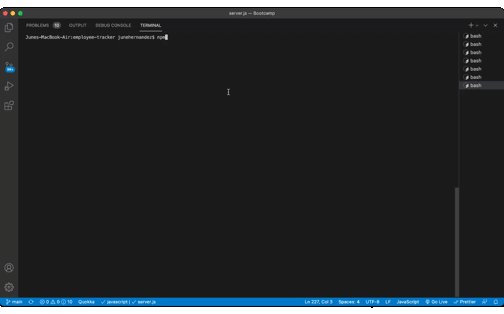 server.js — Bootcamp
PROBLEMS 10 OUTPUT DEBUG CONSOLE TERMINAL
Junes-MacBook-Air:employee-tracker junehernandez$ npm
bash
bash
bash
bash
bash
bash
bash
main 0 0 10 Quokka javascript | server.js Ln 227, Col 5 Spaces: 4 UTF-8 LF JavaScript Go Live Prettier